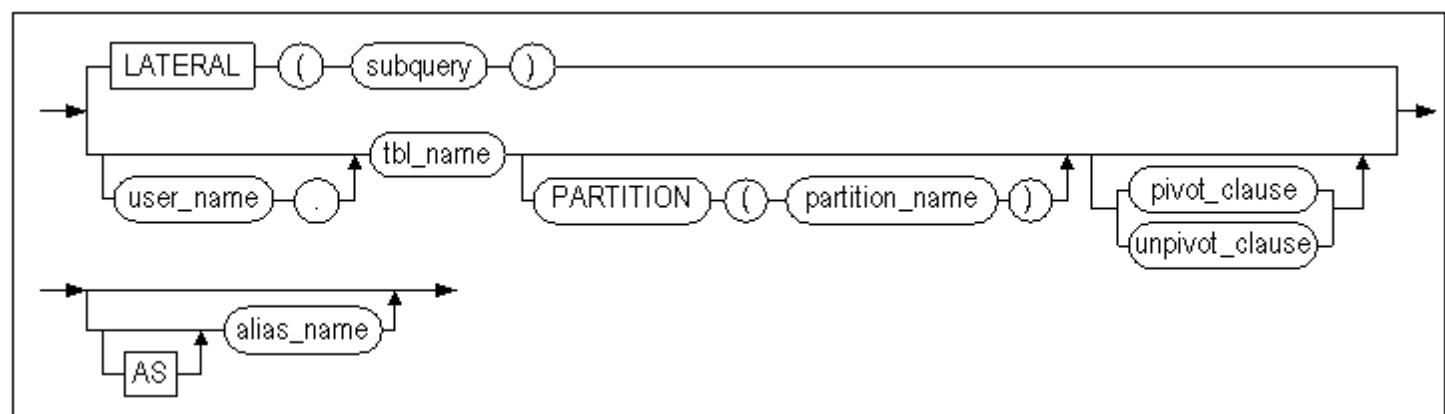 LATERAL ( subquery )
tbl_name
user_name . PARTITION ( partition_name ) pivot_clause
unpivot_clause
alias_name
AS